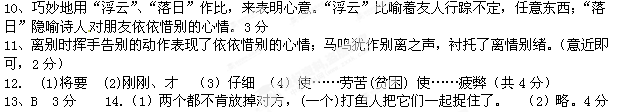 10、巧妙地用“浮云”、“落日”作比，来表明心意。“浮云”比喻着友人行踪不定，任意东西；“落
日”隐喻诗人对朋友依依惜别的心情。3分
11、离别时挥手告别的动作表现了依依惜别的心情；马鸣犹作别离之声，衬托了离情别绪。（意近即
可，2分）
12. （1）将要 （2）刚刚、才 （3）仔细 （4）使……劳苦(贫困) 使……疲弊（共4分）
13、B 3分 14.（1）两个都不肯放掉对方，(一个)打鱼人把它们一起捉住了。 （2）略。4分